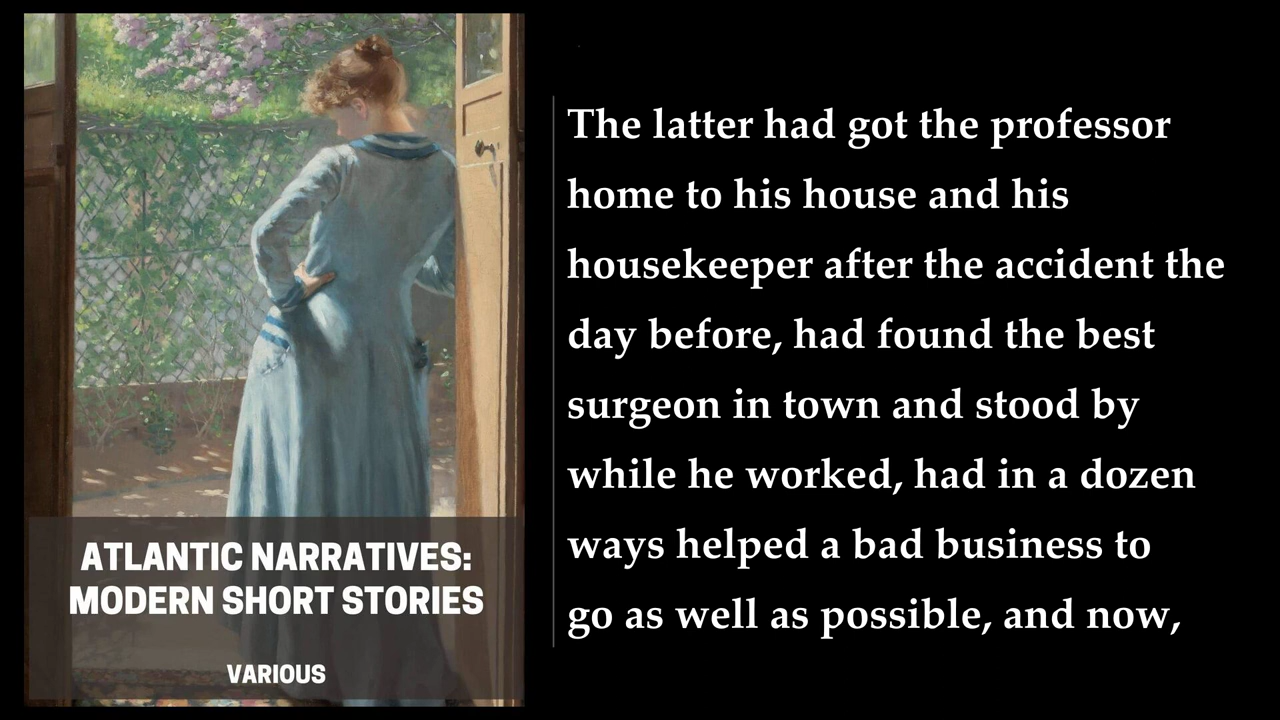 ATLANTIC NARRATIVES:
MODERN SHORT STORIES
VARIOUS
The latter had got the professor
home to his house and his
housekeeper after the accident the
day before, had found the best
surgeon in town and stood by
while he worked, had in a dozen
ways helped a bad business to
go as well as possible, and now,